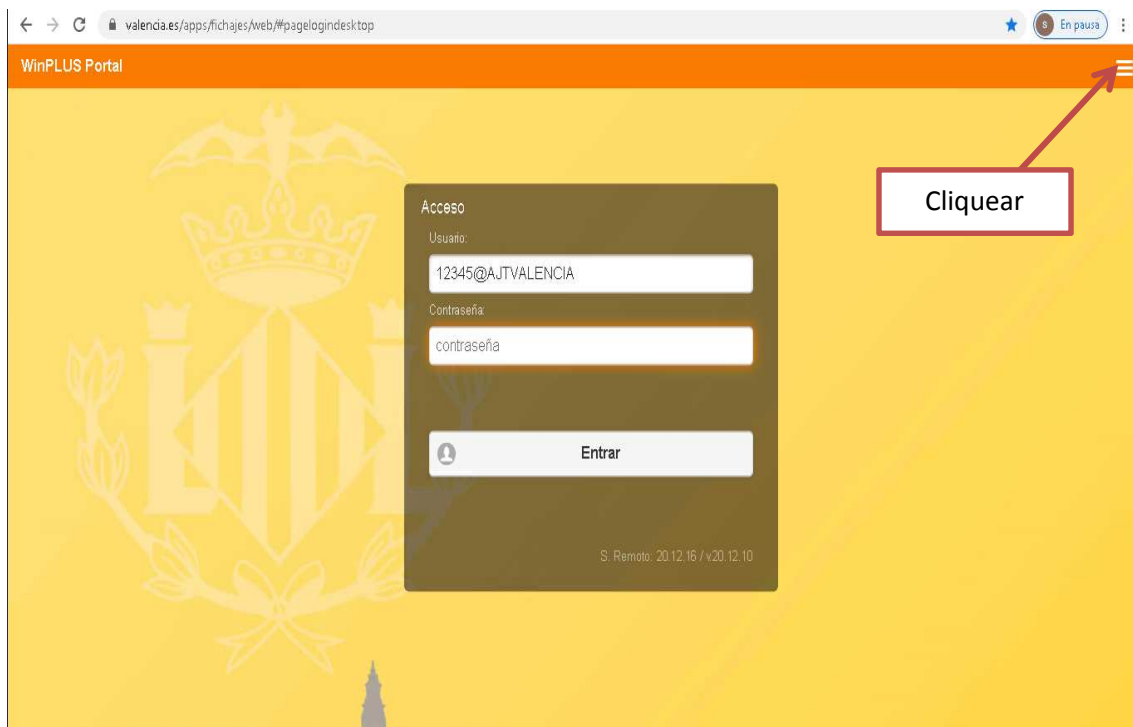 valencia.es/apps/fichajes/web/#pagelogindesktop
S
En pausa
WinPLUS Portal
Cliquear
Acceso
Usuario:
12345@AJTVALENCIA
Contraseña:
contraseña
Entrar
S. Remoto: 20.12.16 / v20.12.10